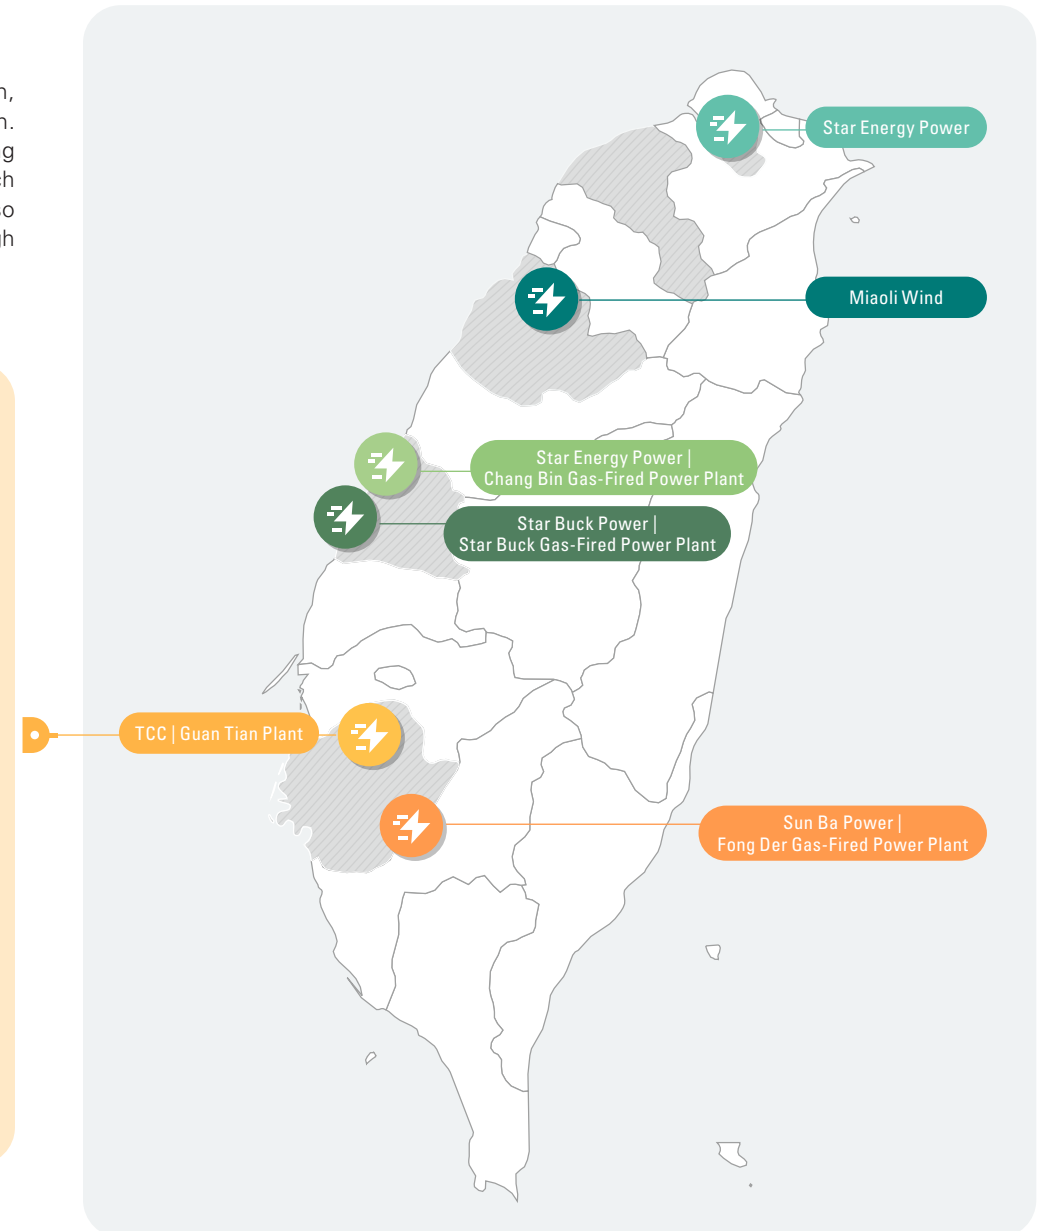 Star Energy Power
Miaoli Wind
Star Energy Power |
Chang Bin Gas-Fired Power Plant
Star Buck Power |
Star Buck Gas-Fired Power Plant
TCC | Guan Tian Plant
Sun Ba Power |
Fong Der Gas-Fired Power Plant